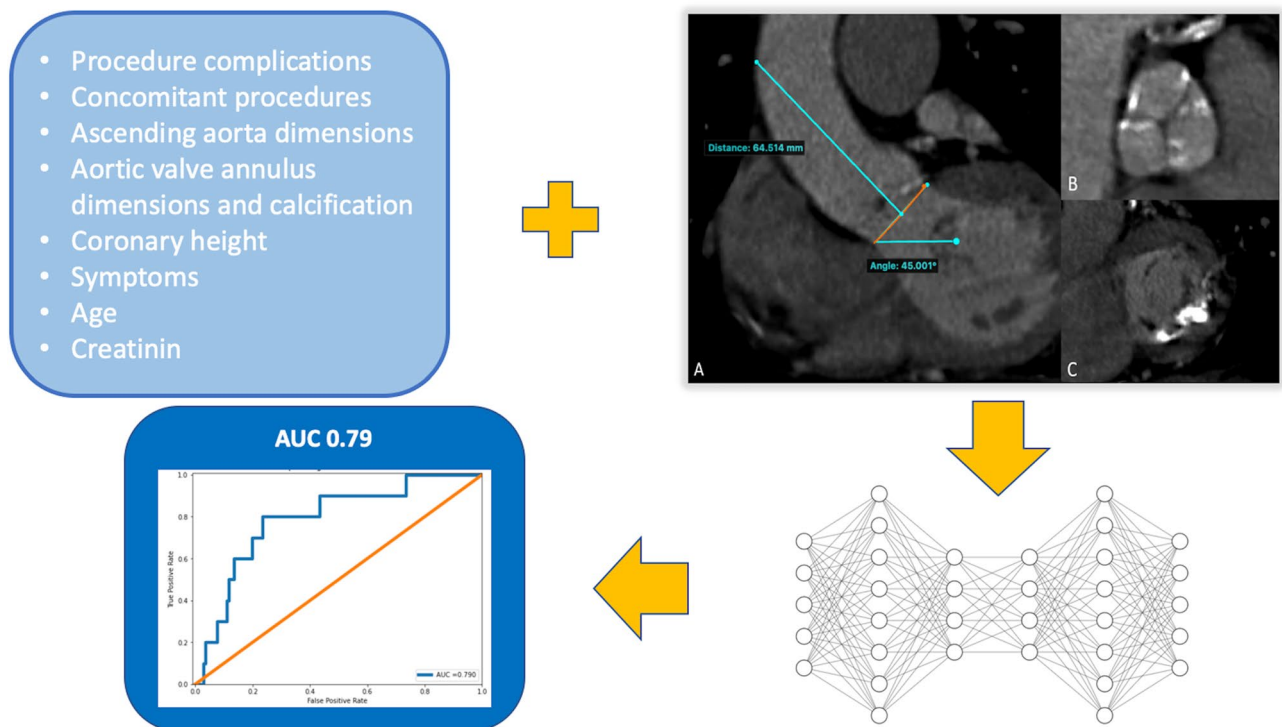 • Procedure complications
• Concomitant procedures
• Ascending aorta dimensions
• Aortic valve annulus
dimensions and calcification
• Coronary height
• Symptoms
• Age
• Creatinin
Distance: 64.514 mm
Angle: 45.001°
A
B
C
AUC 0.79
1.0
0.8
0.6
0.4
0.2
0.0
True Positive Rate
0.0 0.2 0.4 0.6 0.8 1.0
False Positive Rate
AUC =0.790